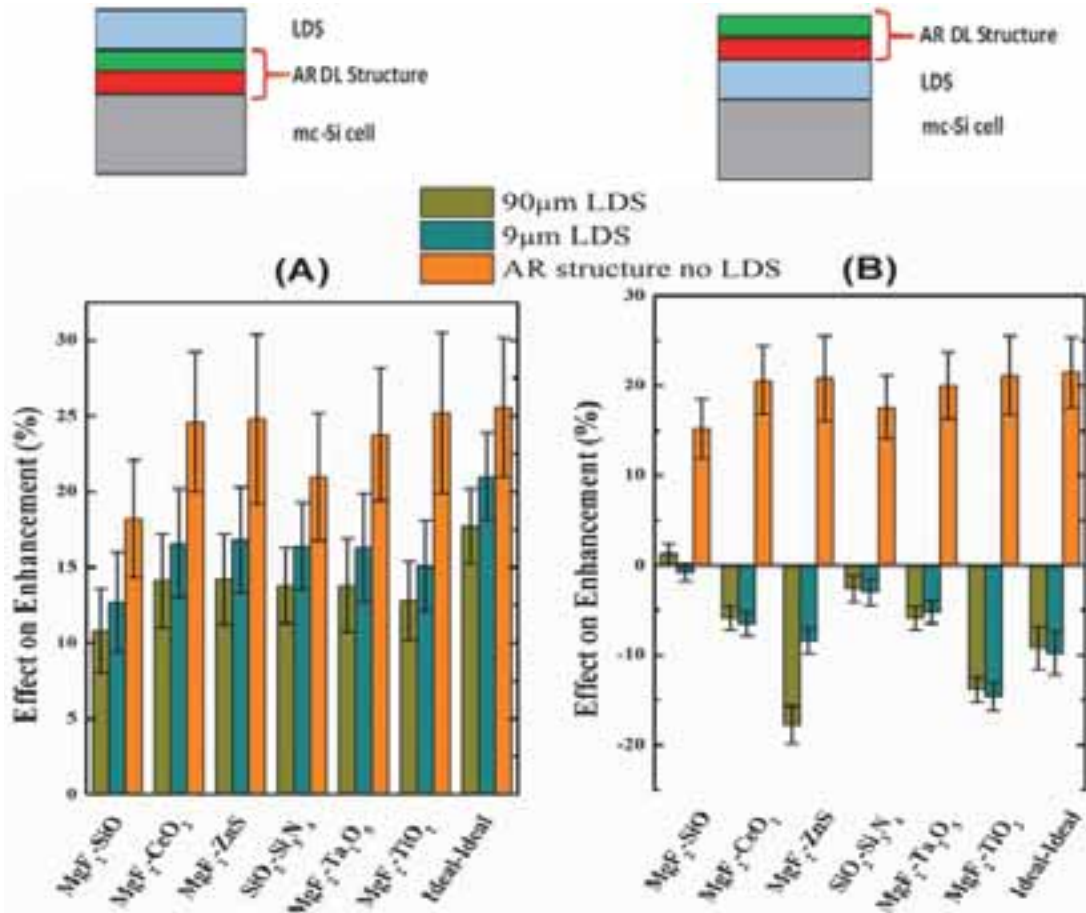 LDS
AR DL Structure
mc-Si cell
AR DL Structure
LDS
mc-Si cell
90μm LDS
9μm LDS
AR structure no LDS
(A)
(B)
Effect on Enhancement (%)
30
25
20
15
10
5
0
MgF₂-SiO
MgF₂-CeO₂
MgF₂-ZnS
SiO₂-Si₃N₄
MgF₂-Ta₂O₅
MgF₂-TiO₂
Ideal-Ideal
Effect on Enhancement (%)
30
20
10
0
-10
-20
MgF₂-SiO
MgF₂-CeO₂
MgF₂-ZnS
SiO₂-Si₃N₄
MgF₂-Ta₂O₅
MgF₂-TiO₂
Ideal-Ideal